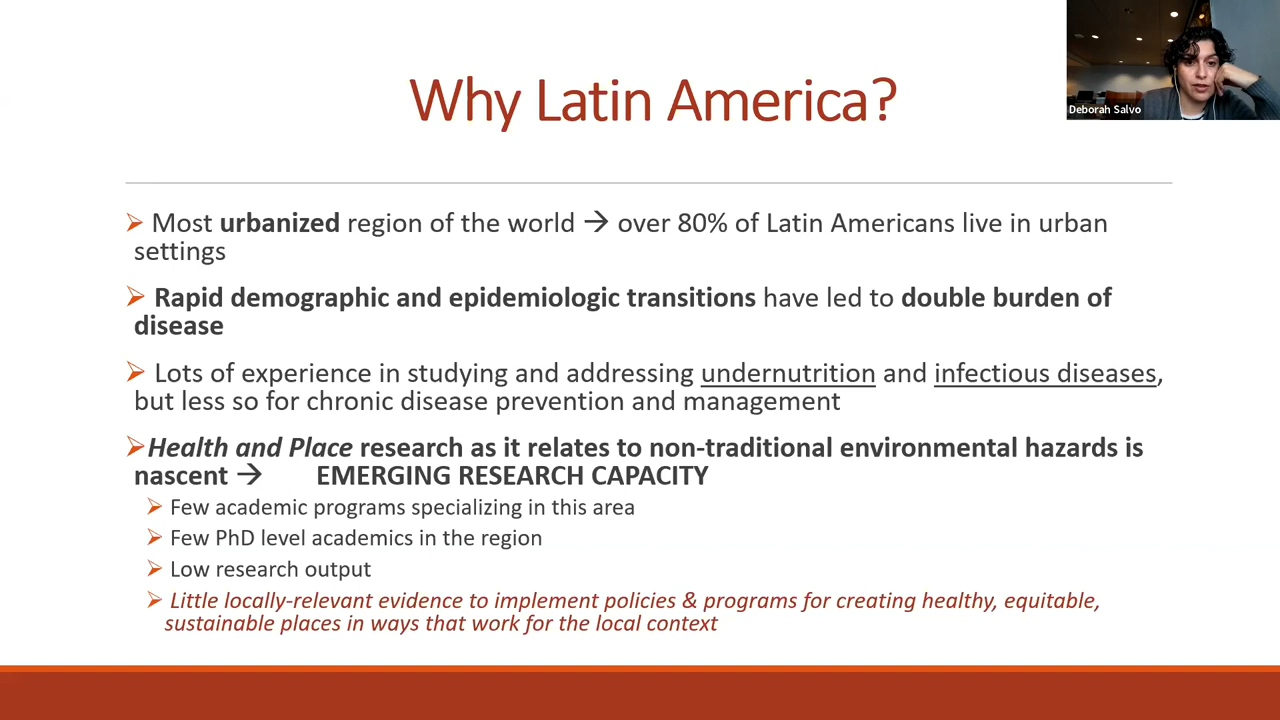 Why Latin America?
Deborah Salvo
➢ Most urbanized region of the world → over 80% of Latin Americans live in urban
settings
➢ Rapid demographic and epidemiologic transitions have led to double burden of
disease
➢ Lots of experience in studying and addressing undernutrition and infectious diseases,
but less so for chronic disease prevention and management
➢Health and Place research as it relates to non-traditional environmental hazards is
nascent → EMERGING RESEARCH CAPACITY
➢ Few academic programs specializing in this area
➢ Few PhD level academics in the region
➢ Low research output
➢ Little locally-relevant evidence to implement policies & programs for creating healthy, equitable,
sustainable places in ways that work for the local context